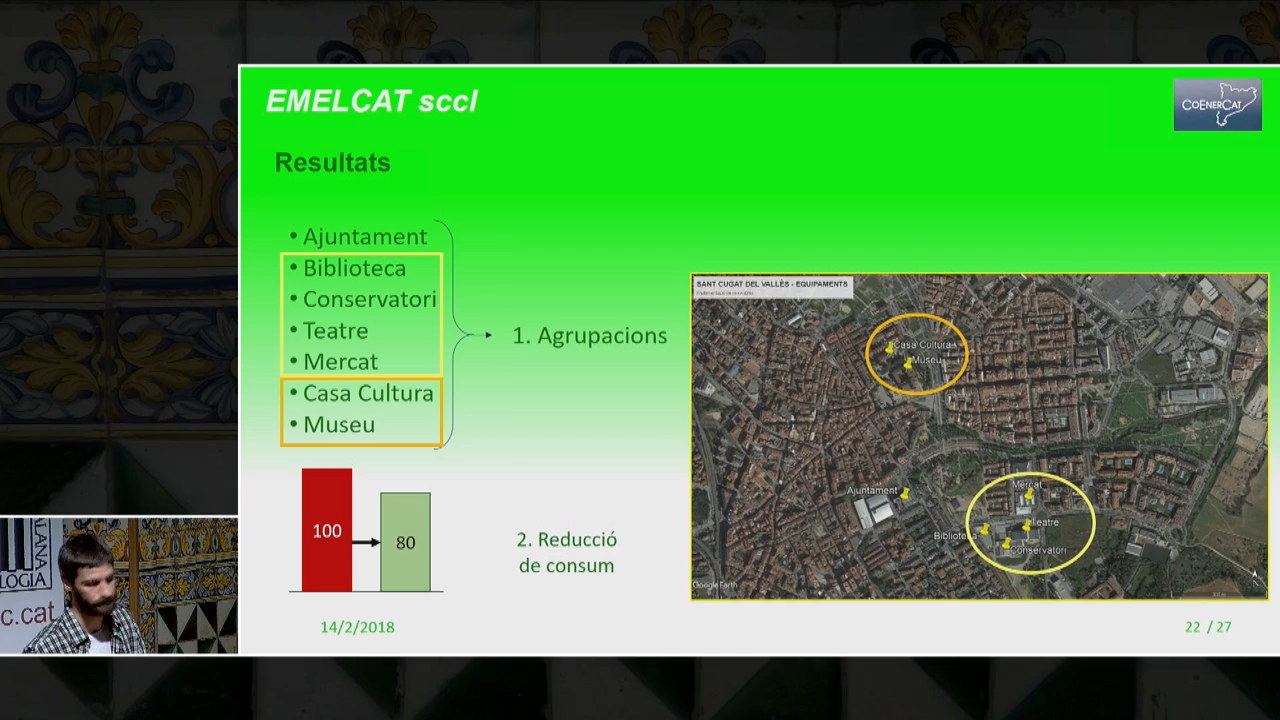 EMELCAT sccl
COENERCAT
Resultats
• Ajuntament
• Biblioteca
• Conservatori
• Teatre
• Mercat
• Casa Cultura
• Museu
1. Agrupacions
100
80
2. Reducció
de consum
SANT CUGAT DEL VALLÈS - EQUIPAMENTS
Casa Cultura
Museu
Ajuntament
Mercat
Teatre
Biblioteca
Conservatori
Google Earth
14/2/2018
22 / 27
ALANA
LOGIA
c.cat